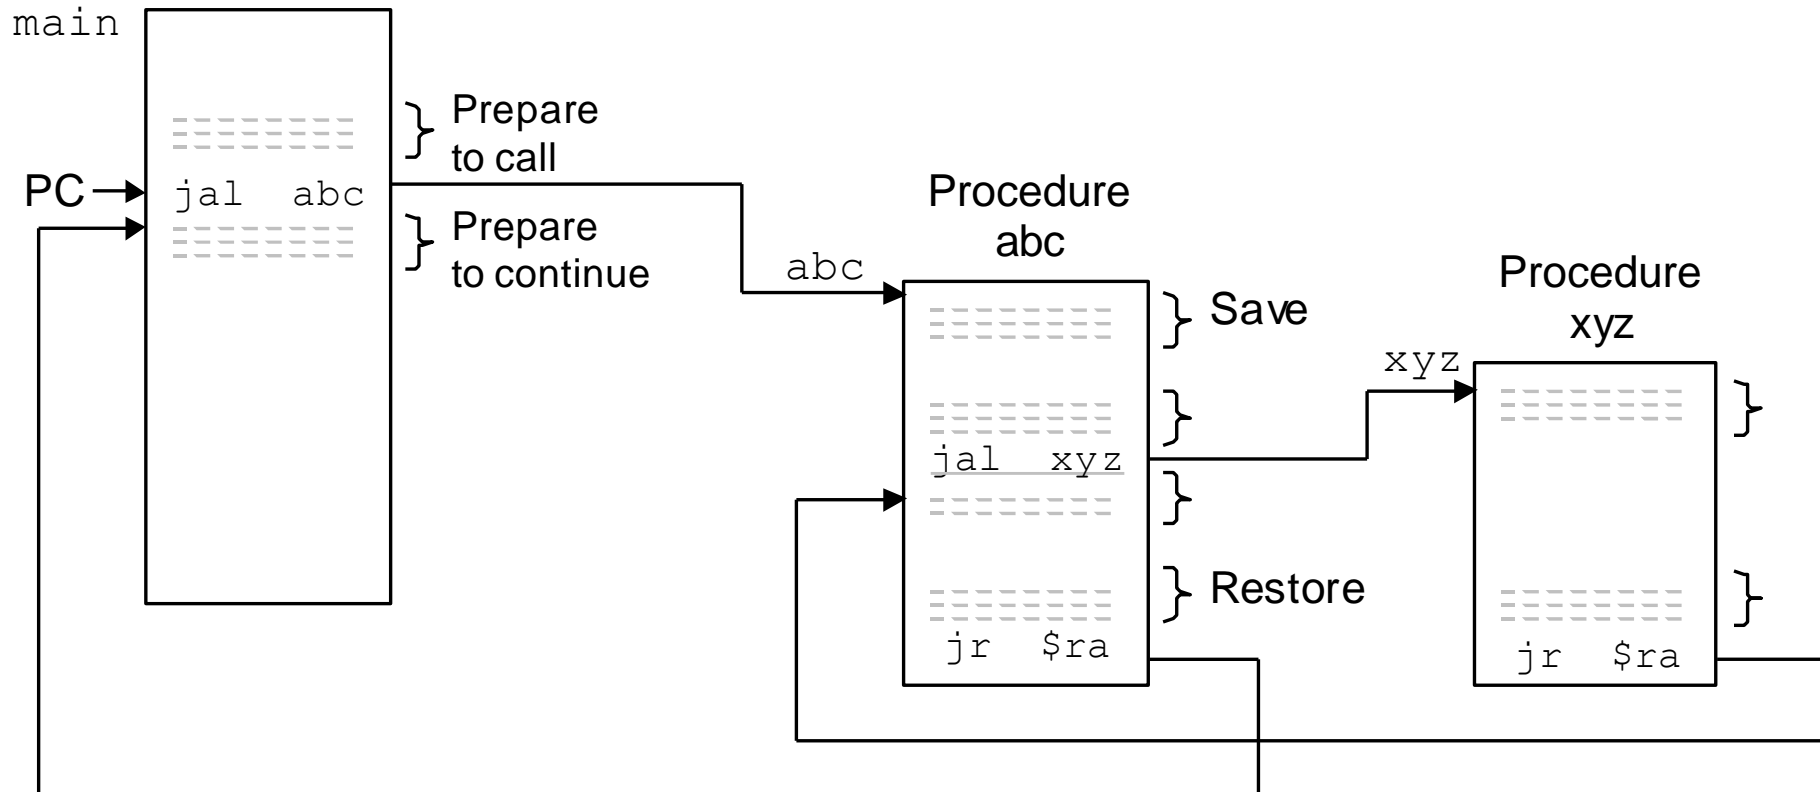 main
Prepare
to call
PC
jal abc
Prepare
to continue
Procedure
abc
abc
Save
Procedure
xyz
xyz
jal xyz
Restore
jr $ra
jr $ra